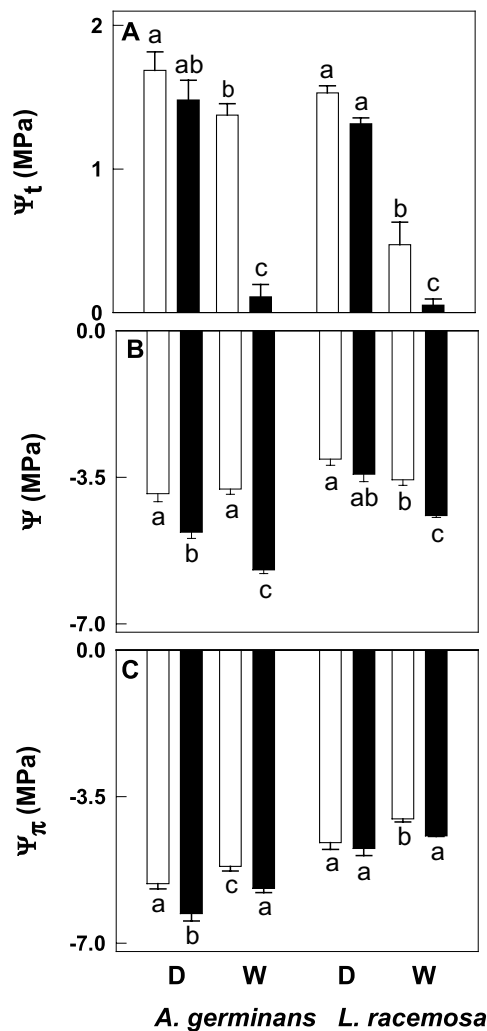 2
A
a
ab
b
a
a
Ψt (MPa)
1
b
c
c
0
0.0
B
Ψ (MPa)
-3.5
a
ab
a
a
b
b
c
c
-7.0
0.0
C
Ψπ (MPa)
-3.5
b
a
a
a
c
a
a
b
-7.0
D W D W
A. germinans L. racemosa